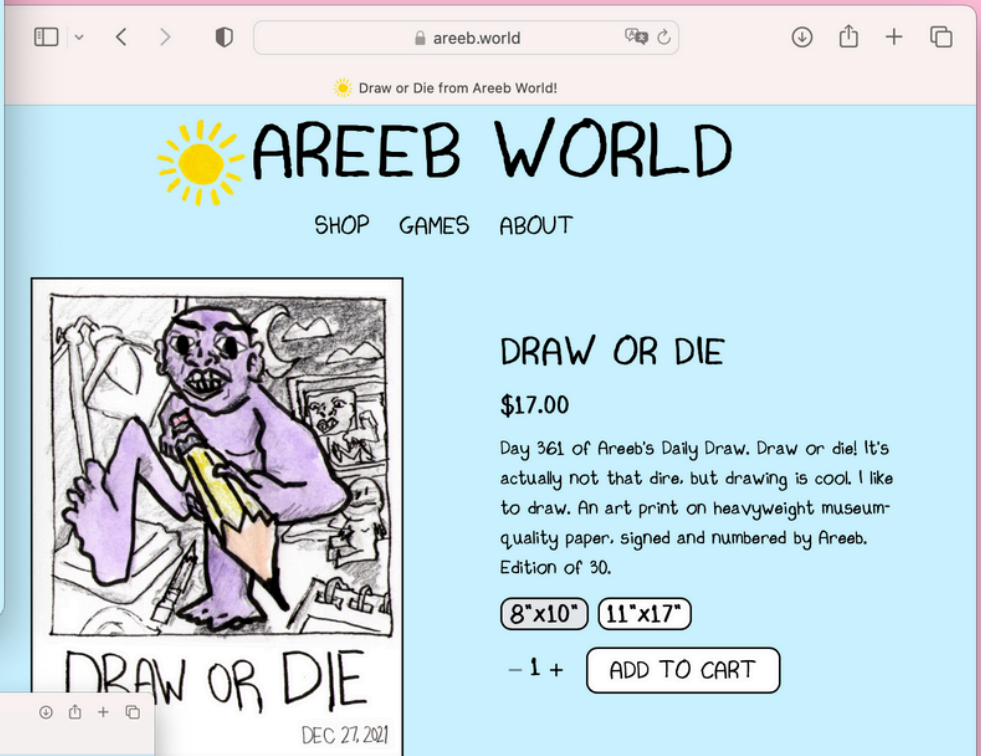 areeb.world
Draw or Die from Areeb World!
AREEB WORLD
SHOP GAMES ABOUT
DRAW OR DIE
DEC 27, 2021
DRAW OR DIE
$17.00
Day 361 of Areeb's Daily Draw. Draw or die! It's
actually not that dire, but drawing is cool. I like
to draw. An art print on heavyweight museum-
quality paper, signed and numbered by Areeb.
Edition of 30.
8"x10" 11"x17"
− 1 + ADD TO CART